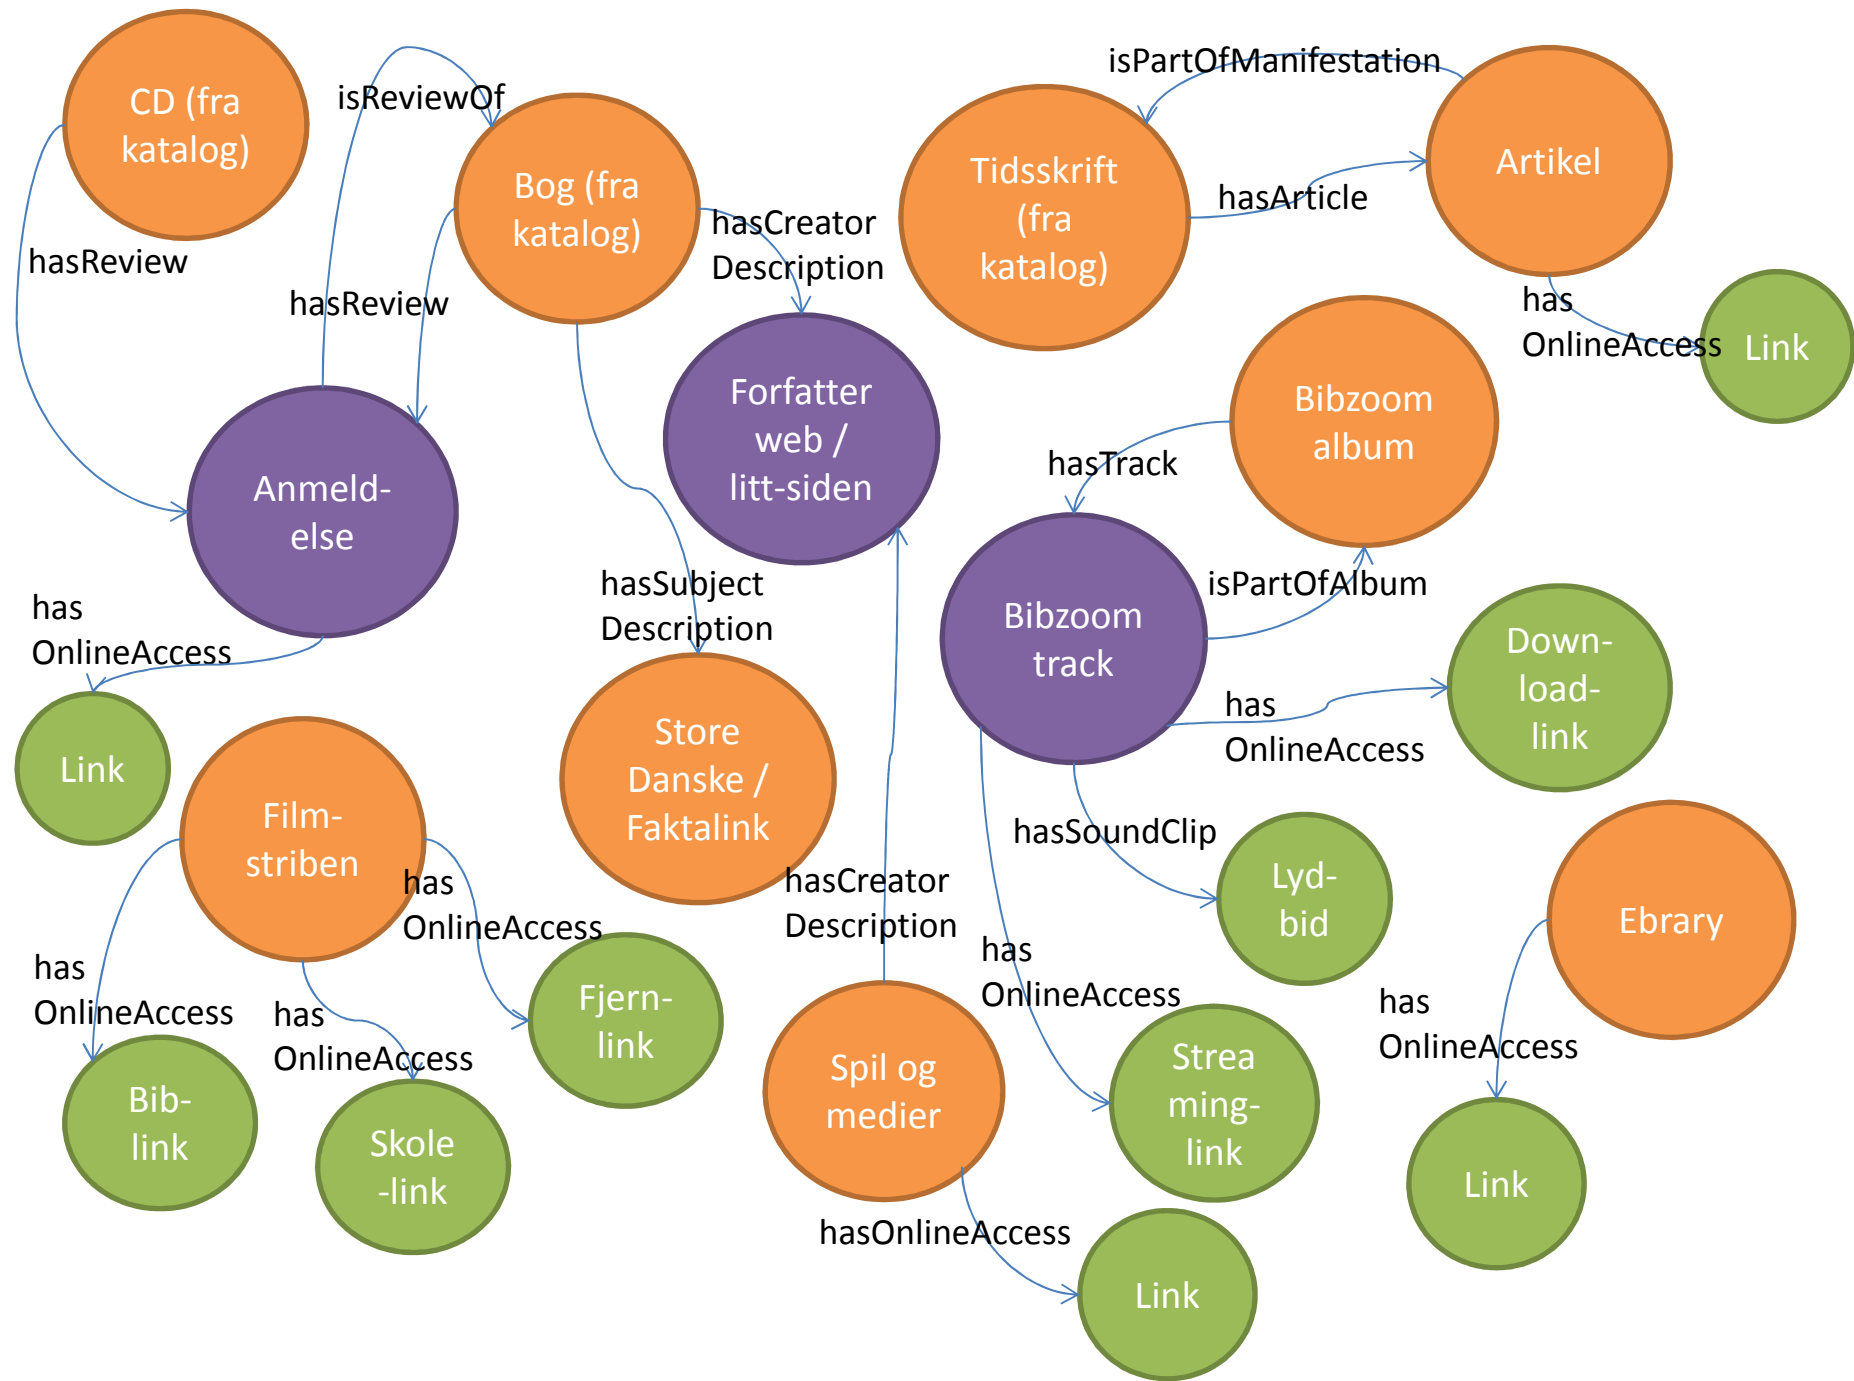 CD (fra
katalog)
isReviewOf
Bog (fra
katalog)
hasReview
hasReview
hasCreator
Description
isPartOfManifestation
Tidsskrift
(fra
katalog)
hasArticle
Artikel
has
OnlineAccess
Link
Anmeld-
else
Forfatter
web /
litt-siden
Bibzoom
album
hasTrack
isPartOfAlbum
Bibzoom
track
has
OnlineAccess
Link
hasSubject
Description
Store
Danske /
Faktalink
has
OnlineAccess
Down-
load-
link
hasSoundClip
Lyd-
bid
Film-
striben
has
OnlineAccess
Fjern-
link
has
OnlineAccess
Bib-
link
has
OnlineAccess
Skole
-link
hasCreator
Description
Spil og
medier
has
OnlineAccess
Strea
ming-
link
hasOnlineAccess
Link
Ebrary
has
OnlineAccess
Link